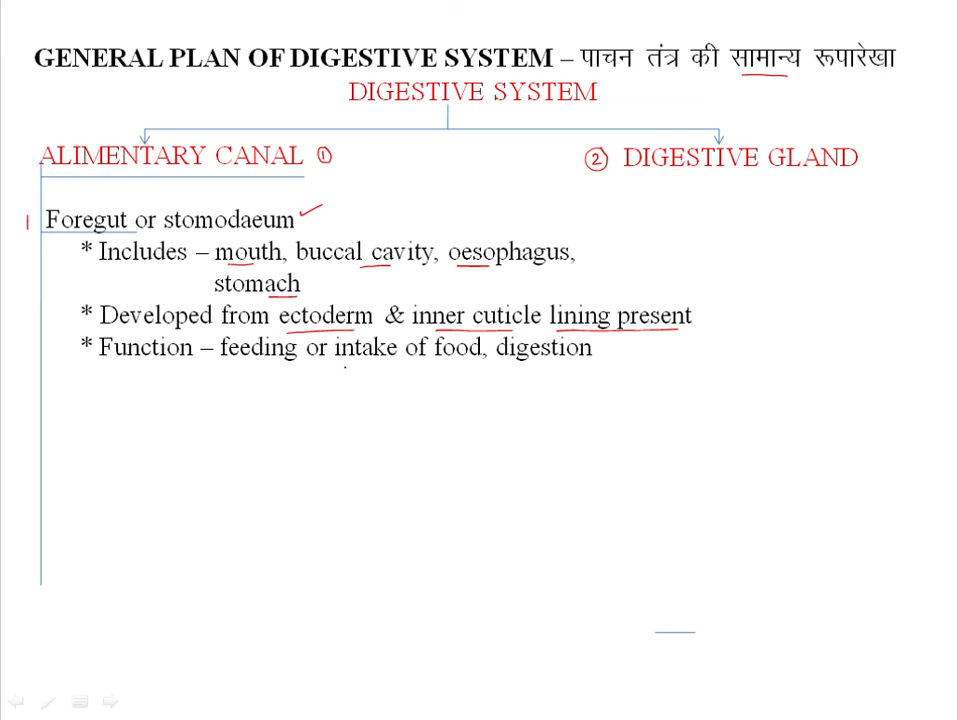 GENERAL PLAN OF DIGESTIVE SYSTEM – पाचन तंत्र की सामान्य रूपारेखा
DIGESTIVE SYSTEM
ALIMENTARY CANAL ①
② DIGESTIVE GLAND
1 Foregut or stomodaeum
* Includes – mouth, buccal cavity, oesophagus,
stomach
* Developed from ectoderm & inner cuticle lining present
* Function – feeding or intake of food, digestion